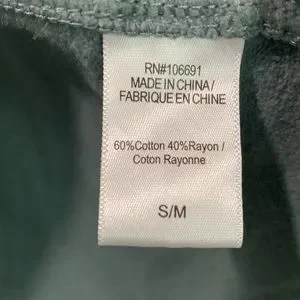 RN#106691
MADE IN CHINA/
FABRIQUE EN CHINE
60%Cotton 40%Rayon/
Coton Rayonne
S/M